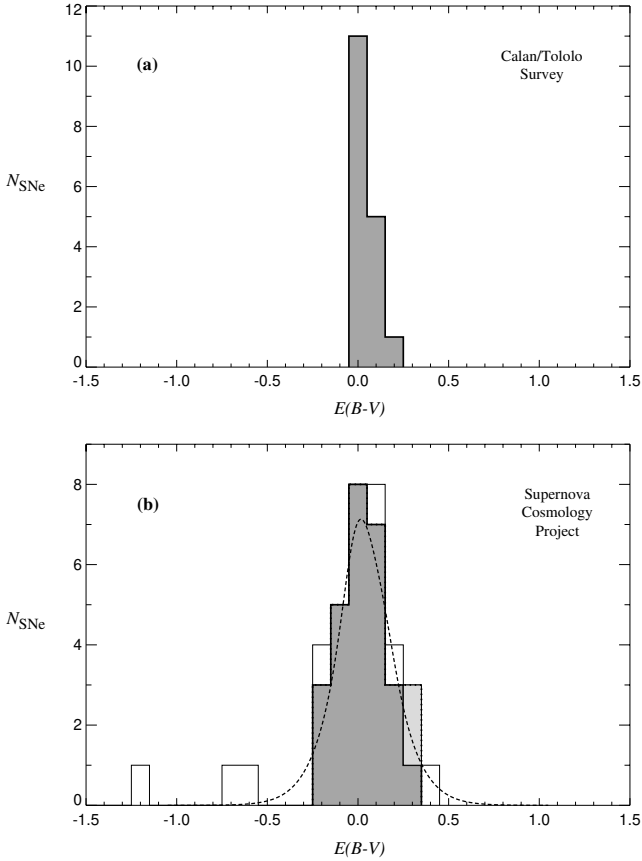 12
(a)
Calan/Tololo
Survey
10
8
N_SNe
6
4
2
0
-1.5 -1.0 -0.5 0.0 0.5 1.0 1.5
E(B-V)
8
(b)
Supernova
Cosmology
Project
6
N_SNe
4
2
0
-1.5 -1.0 -0.5 0.0 0.5 1.0 1.5
E(B-V)